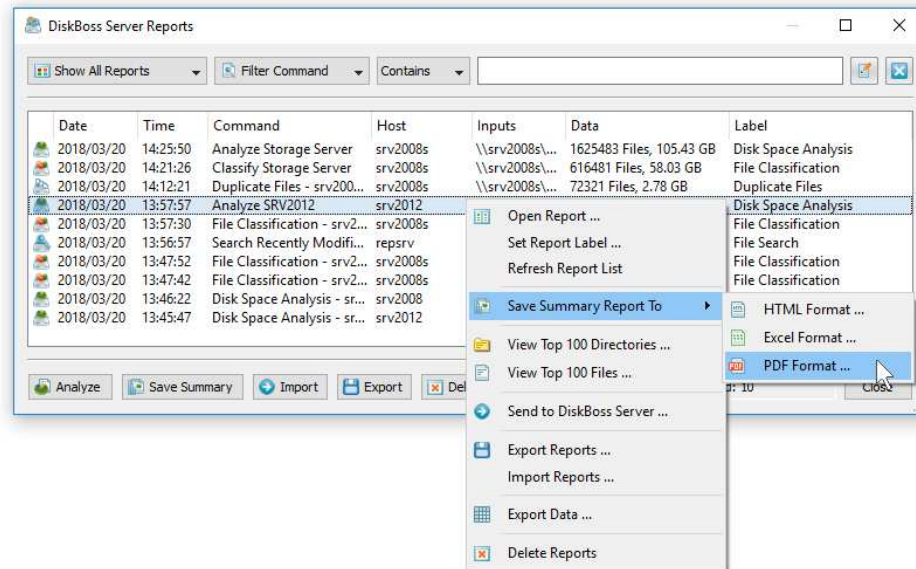 DiskBoss Server Reports
Show All Reports Filter Command Contains
Date Time Command Host Inputs Data Label
2018/03/20 14:25:50 Analyze Storage Server srv2008s \\srv2008s\... 1625483 Files, 105.43 GB Disk Space Analysis
2018/03/20 14:21:26 Classify Storage Server srv2008s \\srv2008s\... 616481 Files, 58.03 GB File Classification
2018/03/20 14:12:21 Duplicate Files - srv200... srv2008s \\srv2008s\... 72321 Files, 2.78 GB Duplicate Files
2018/03/20 13:57:57 Analyze SRV2012 srv2012 Disk Space Analysis
2018/03/20 13:57:30 File Classification - srv2... srv2008s File Classification
2018/03/20 13:56:57 Search Recently Modifi... repsrv File Search
2018/03/20 13:47:52 File Classification - srv2... srv2008s File Classification
2018/03/20 13:47:42 File Classification - srv2... srv2008s File Classification
2018/03/20 13:46:22 Disk Space Analysis - sr... srv2008
2018/03/20 13:45:47 Disk Space Analysis - sr... srv2012
Open Report ...
Set Report Label ...
Refresh Report List
Save Summary Report To
HTML Format ...
Excel Format ...
PDF Format ...
View Top 100 Directories ...
View Top 100 Files ...
Send to DiskBoss Server ...
Export Reports ...
Import Reports ...
Export Data ...
Delete Reports
Analyze Save Summary Import Export Del d: 10 Close